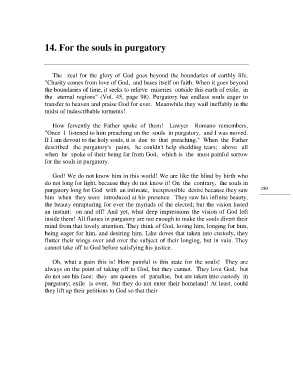 14. For the souls in purgatory
The zeal for the glory of God goes beyond the boundaries of earthly life.
"Charity comes from love of God, and bases itself on faith. When it goes beyond
the boundaries of time, it seeks to relieve miseries outside this earth of exile, in
the eternal regions" (Vol. 45, page 98). Purgatory has endless souls eager to
transfer to heaven and praise God for ever. Meanwhile they wail ineffably in the
midst of indescribable torments!
How fervently the Father spoke of them! Lawyer Romano remembers,
"Once I listened to him preaching on the souls in purgatory, and I was moved.
If I am devout to the holy souls, it is due to that preaching." When the Father
described the purgatory's pains, he couldn't help shedding tears; above all
when he spoke of their being far from God, which is the most painful sorrow
for the souls in purgatory.
God! We do not know him in this world! We are like the blind by birth who
do not long for light, because they do not know it! On the contrary, the souls in
purgatory long for God with an intimate, inexpressible desire; because they saw
him when they were introduced at his presence. They saw his infinite beauty,
the beauty enrapturing for ever the myriads of the elected; but the vision lasted
an instant: on and off! And yet, what deep impressions the vision of God left
inside them! All flames in purgatory are not enough to make the souls divert their
mind from that lovely attention. They think of God, loving him, longing for him,
being eager for him, and desiring him. Like doves that taken into custody, they
flutter their wings over and over the subject of their longing, but in vain. They
cannot take off to God before satisfying his justice.
Oh, what a pain this is! How painful is this state for the souls! They are
always on the point of taking off to God, but they cannot. They love God, but
do not see his face; they are queens of paradise, but are taken into custody in
purgatory; exile is over, but they do not enter their homeland! At least, could
they lift up their petitions to God so that their